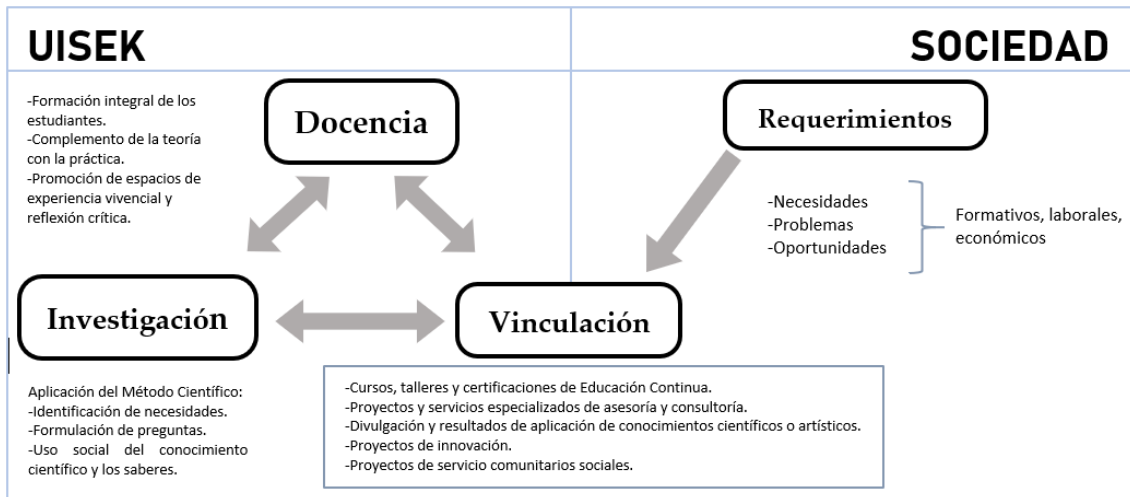 UISEK
SOCIEDAD
-Formación integral de los
estudiantes.
-Complemento de la teoría
con la práctica.
-Promoción de espacios de
experiencia vivencial y
reflexión crítica.
Docencia
Requerimientos
-Necesidades
-Problemas
-Oportunidades
Formativos, laborales,
económicos
Investigación
Vinculación
Aplicación del Método Científico:
-Identificación de necesidades.
-Formulación de preguntas.
-Uso social del conocimiento
científico y los saberes.
-Cursos, talleres y certificaciones de Educación Continua.
-Proyectos y servicios especializados de asesoría y consultoría.
-Divulgación y resultados de aplicación de conocimientos científicos o artísticos.
-Proyectos de innovación.
-Proyectos de servicio comunitarios sociales.